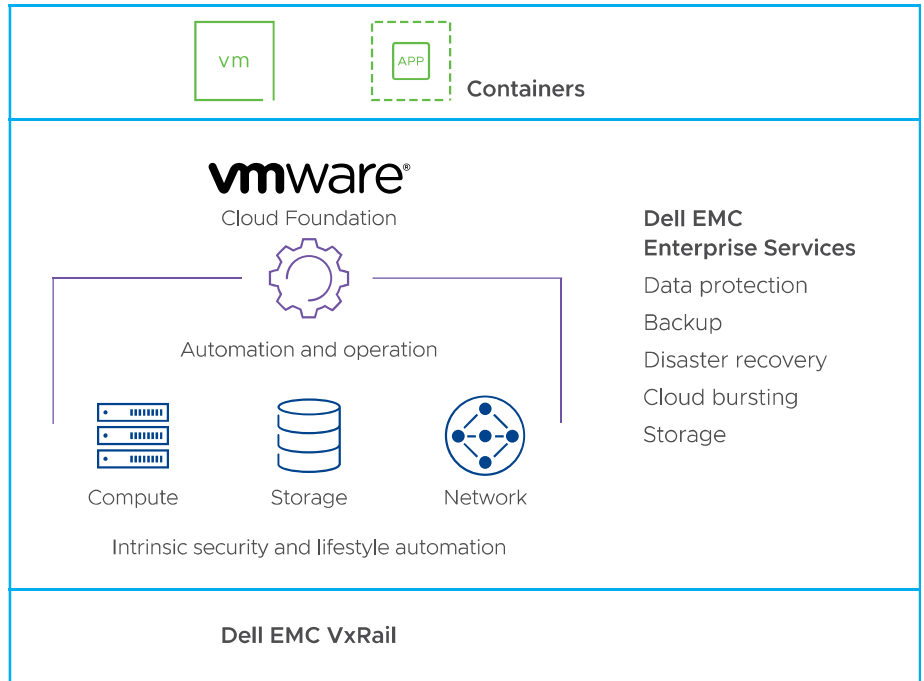 vm
APP
Containers
vmware®
Cloud Foundation
Automation and operation
Compute
Storage
Network
Intrinsic security and lifestyle automation
Dell EMC
Enterprise Services
Data protection
Backup
Disaster recovery
Cloud bursting
Storage
Dell EMC VxRail